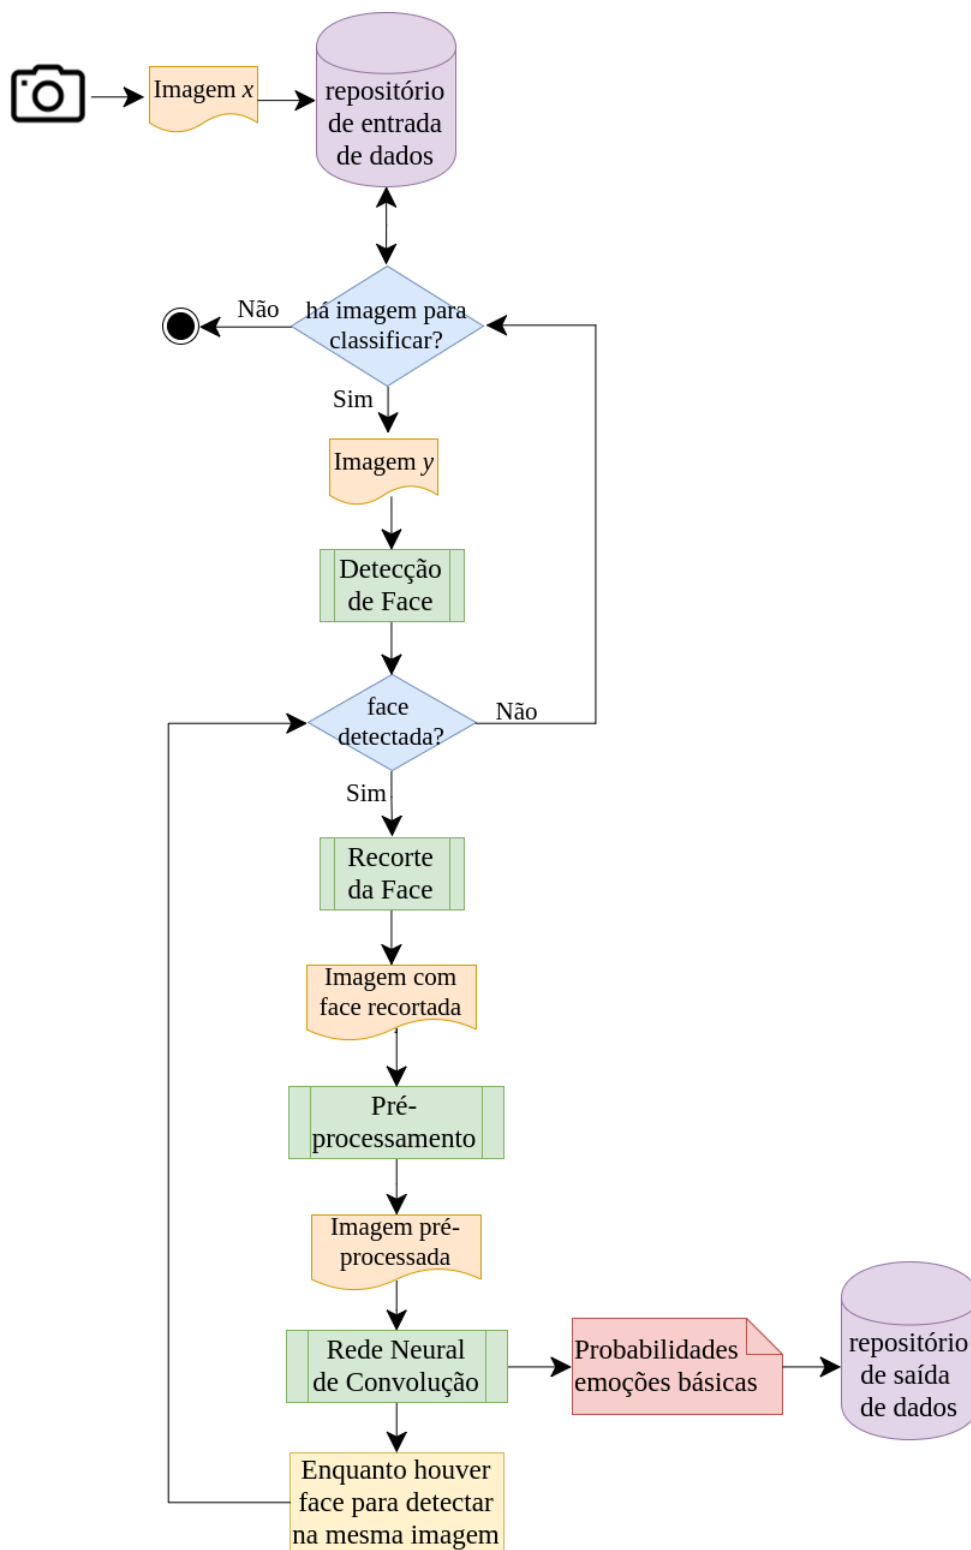 Imagem x
repositório
de entrada
de dados
Não
há imagem para
classificar?
Sim
Imagem y
Detecção
de Face
face
detectada?
Não
Sim
Recorte
da Face
Imagem com
face recortada
Pré-
processamento
Imagem pré-
processada
Rede Neural
de Convolução
Probabilidades
emoções básicas
repositório
de saída
de dados
Enquanto houver
face para detectar
na mesma imagem